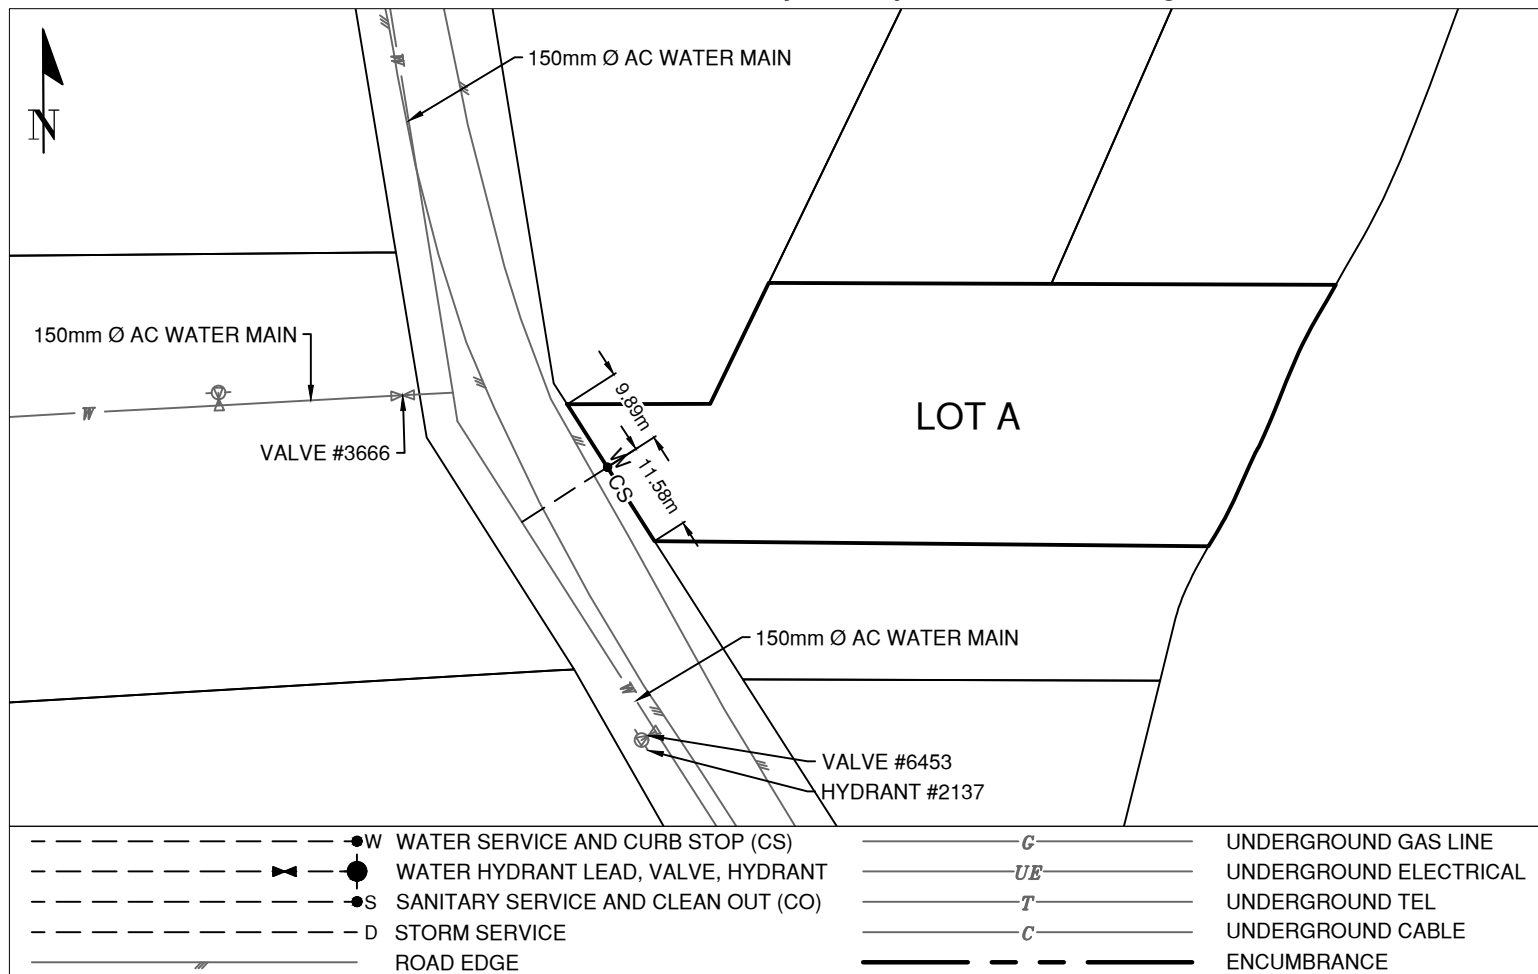 150mm Ø AC WATER MAIN
N
W
150mm Ø AC WATER MAIN
W
VALVE #3666
9.89m
W
CS
11.58m
LOT A
150mm Ø AC WATER MAIN
W
VALVE #6453
HYDRANT #2137
W WATER SERVICE AND CURB STOP (CS)
WATER HYDRANT LEAD, VALVE, HYDRANT
S SANITARY SERVICE AND CLEAN OUT (CO)
D STORM SERVICE
ROAD EDGE
G UNDERGROUND GAS LINE
UE UNDERGROUND ELECTRICAL
T UNDERGROUND TEL
C UNDERGROUND CABLE
ENCUMBRANCE